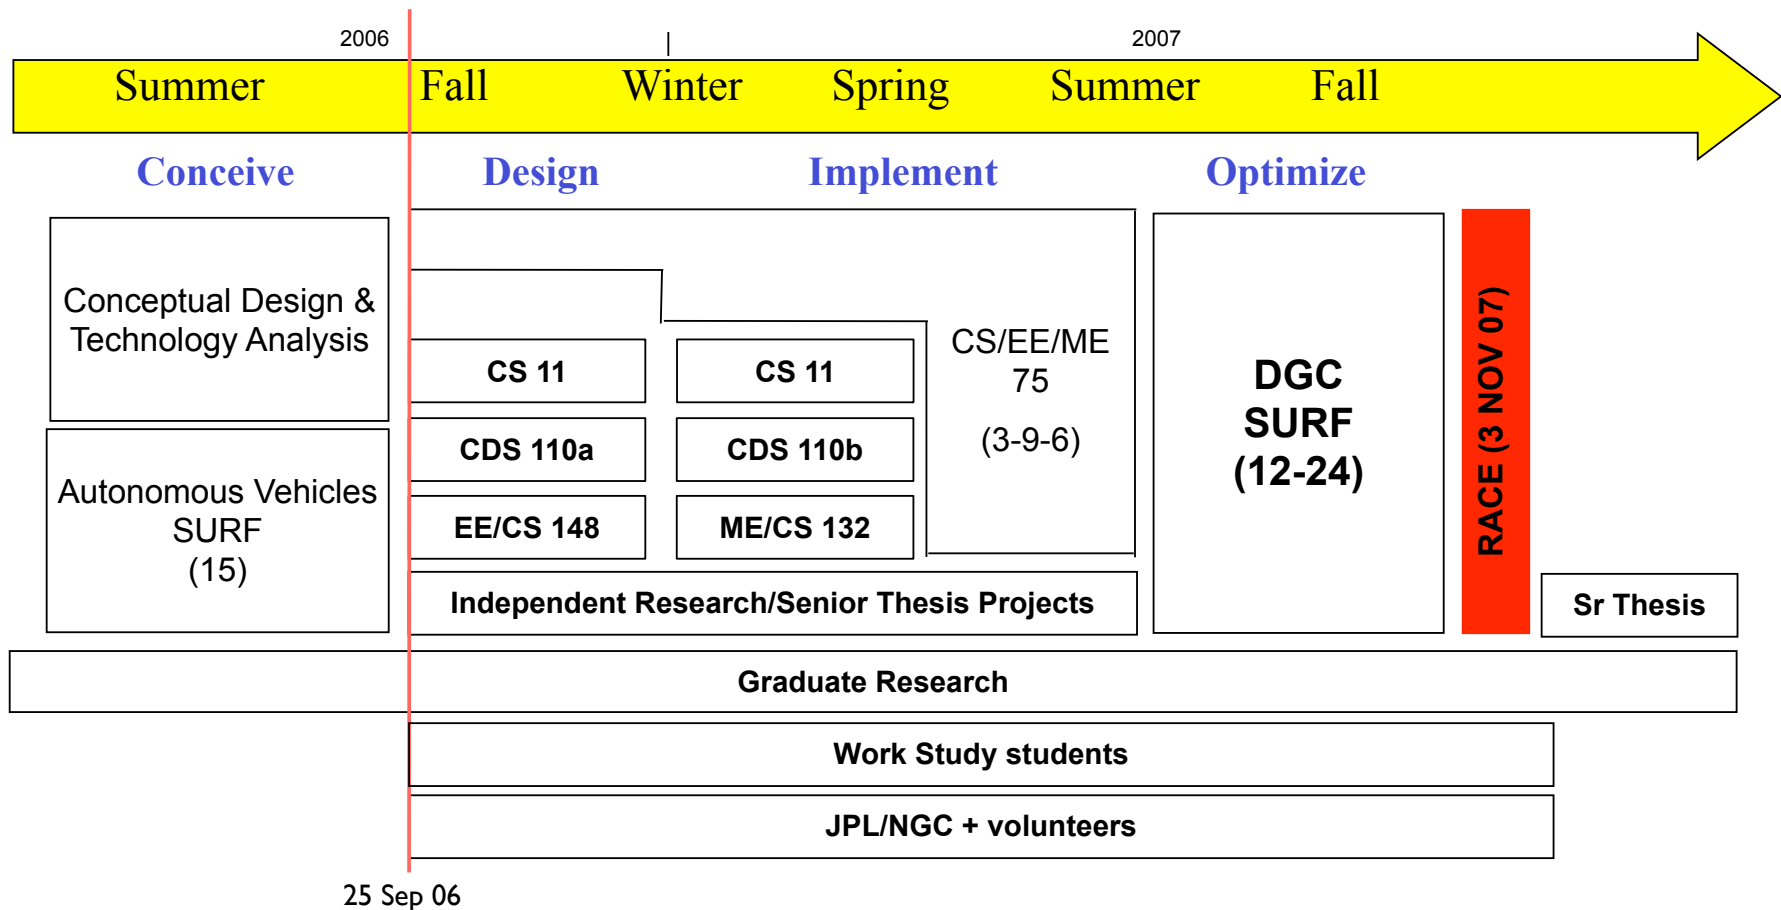 2006
2007
Summer Fall Winter Spring Summer Fall
Conceive Design Implement Optimize
Conceptual Design &
Technology Analysis
Autonomous Vehicles
SURF
(15)
CS 11
CDS 110a
EE/CS 148
CS 11
CDS 110b
ME/CS 132
CS/EE/ME
75
(3-9-6)
DGC
SURF
(12-24)
RACE (3 NOV 07)
Independent Research/Senior Thesis Projects
Sr Thesis
Graduate Research
Work Study students
JPL/NGC + volunteers
25 Sep 06